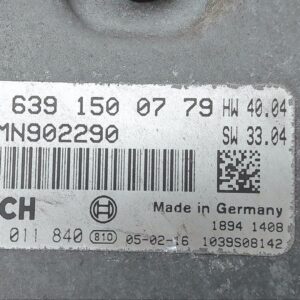 639 150 07 79 HW 40.04
MN902290 SW 33.04
CH Made in Germany
1894 1408
011 840 810 05-02-16 1039S08142